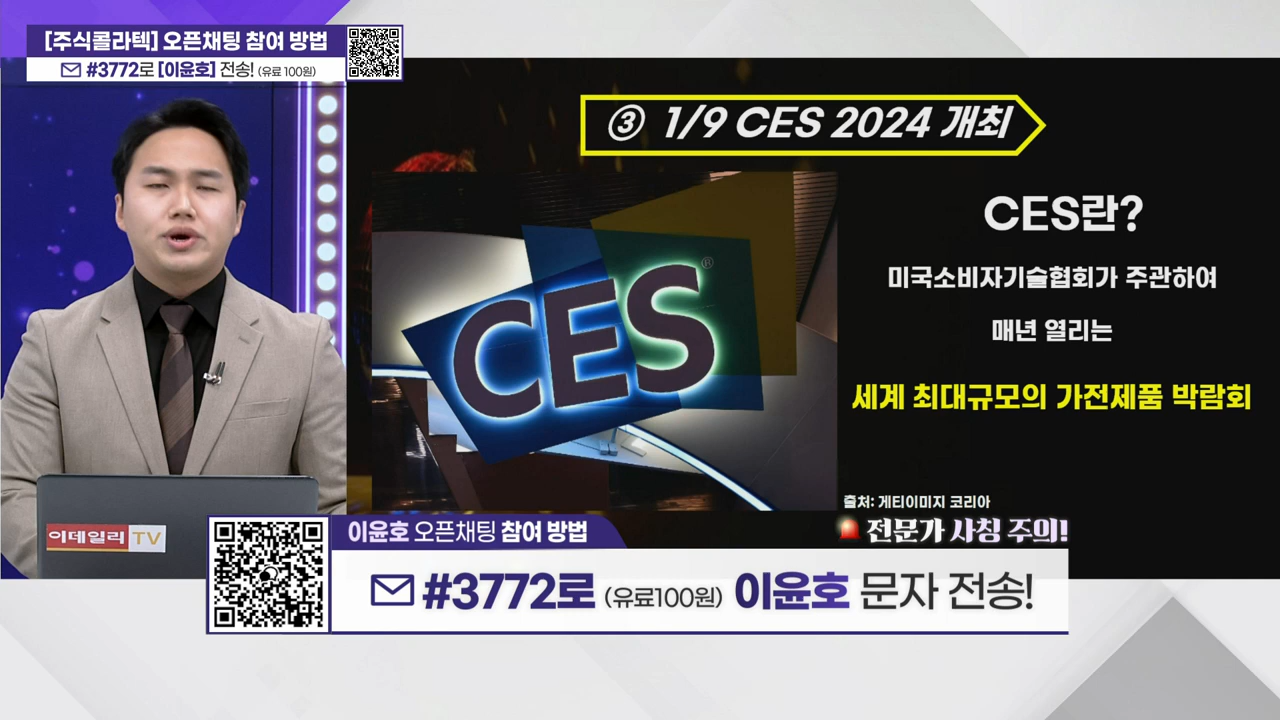 [주식콜라텍] 오픈채팅 참여 방법
#3772로 [이윤호] 전송! (유료 100원)
③ 1/9 CES 2024 개최
CES란?
미국소비자기술협회가 주관하여
매년 열리는
세계 최대규모의 가전제품 박람회
CES®
출처: 게티이미지 코리아
전문가 사칭 주의!
이데일리 TV
이윤호 오픈채팅 참여 방법
#3772로 (유료100원) 이윤호 문자 전송!